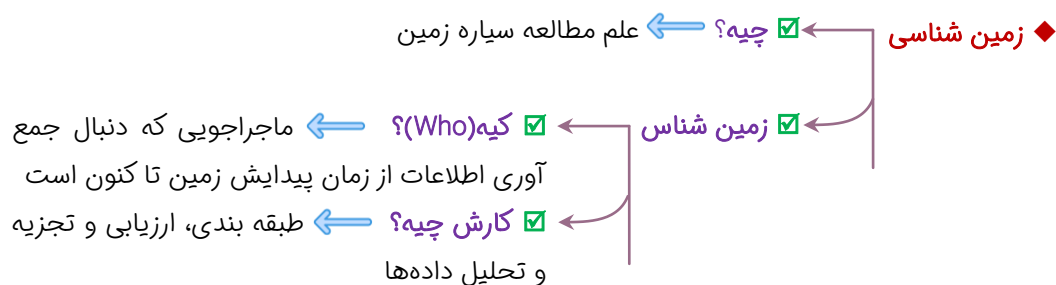 زمین شناسی
چیه؟ علم مطالعه سیاره زمین
زمین شناس
کیه(Who)؟ ماجراجویی که دنبال جمع
آوری اطلاعات از زمان پیدایش زمین تا کنون است
کارش چیه؟ طبقه بندی، ارزیابی و تجزیه
و تحلیل داده‌ها